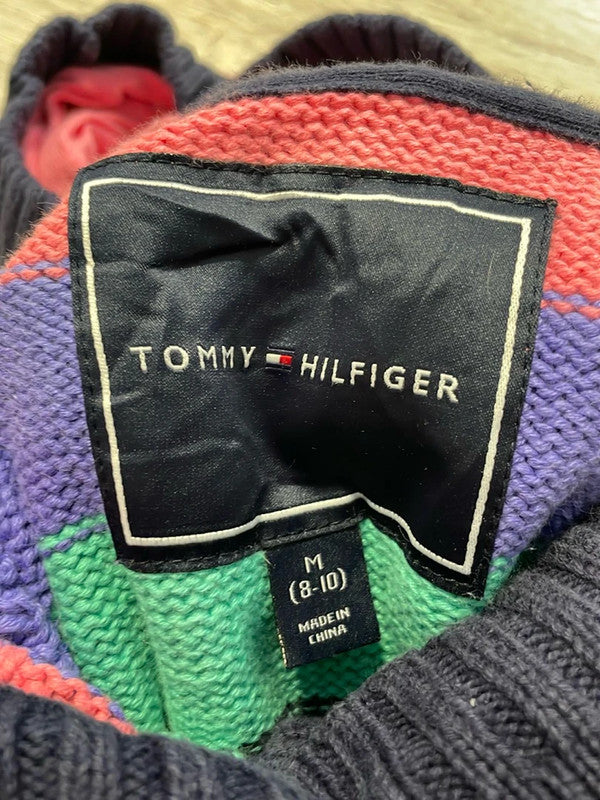 TOMMY HILFIGER
M
(8-10)
MADE IN
CHINA